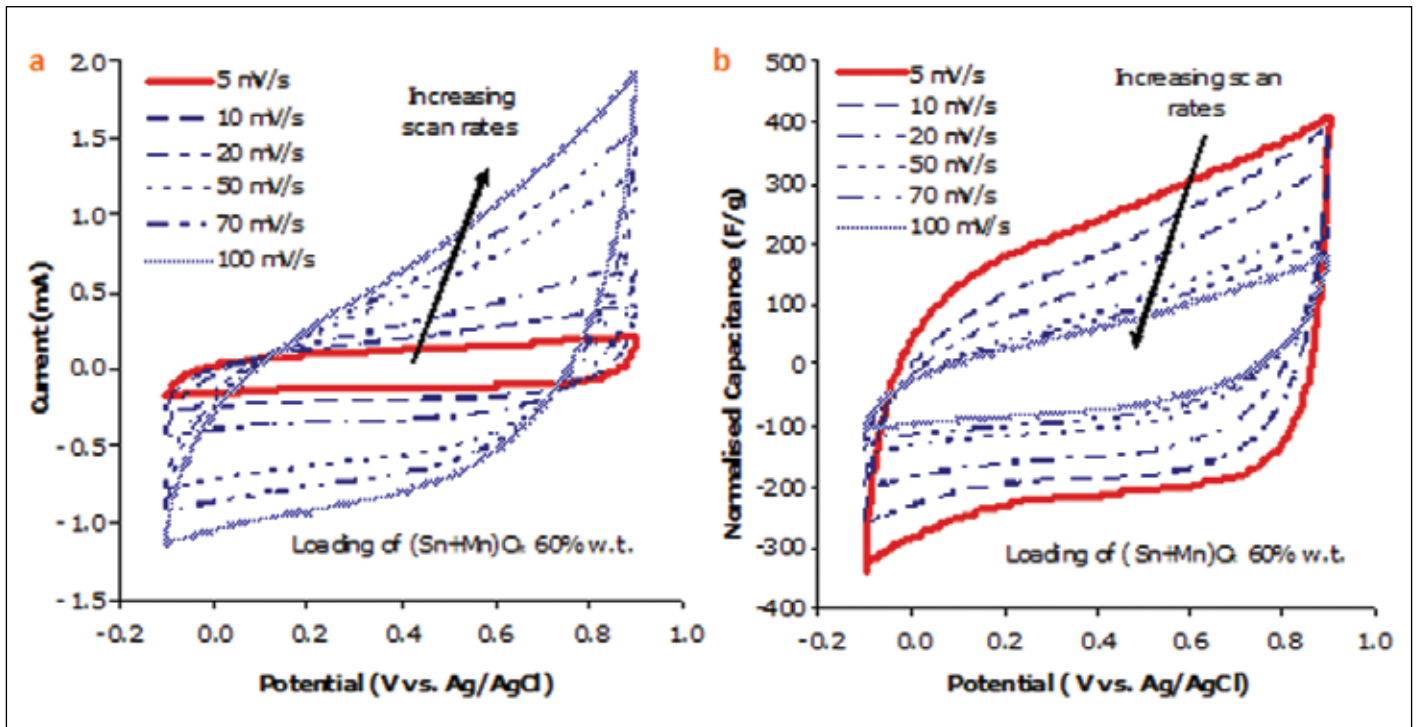 a
2.0
1.5
1.0
0.5
0.0
-0.5
-1.0
-1.5
Current(mA)
5 mV/s
10 mV/s
20 mV/s
50 mV/s
70 mV/s
100 mV/s
Increasing
scan rates
Loading of (Sn+Mn)Oₓ 60% w.t.
-0.2 0.0 0.2 0.4 0.6 0.8 1.0
Potential (V vs. Ag/AgCl)
b
500
400
300
200
100
0
-100
-200
-300
-400
Normalised Capacitance (F/g)
5 mV/s
10 mV/s
20 mV/s
50 mV/s
70 mV/s
100 mV/s
Increasing scan
rates
Loading of (Sn+Mn)Oₓ 60% w.t.
-0.2 0.0 0.2 0.4 0.6 0.8 1.0
Potential ( V vs. Ag/AgCl)